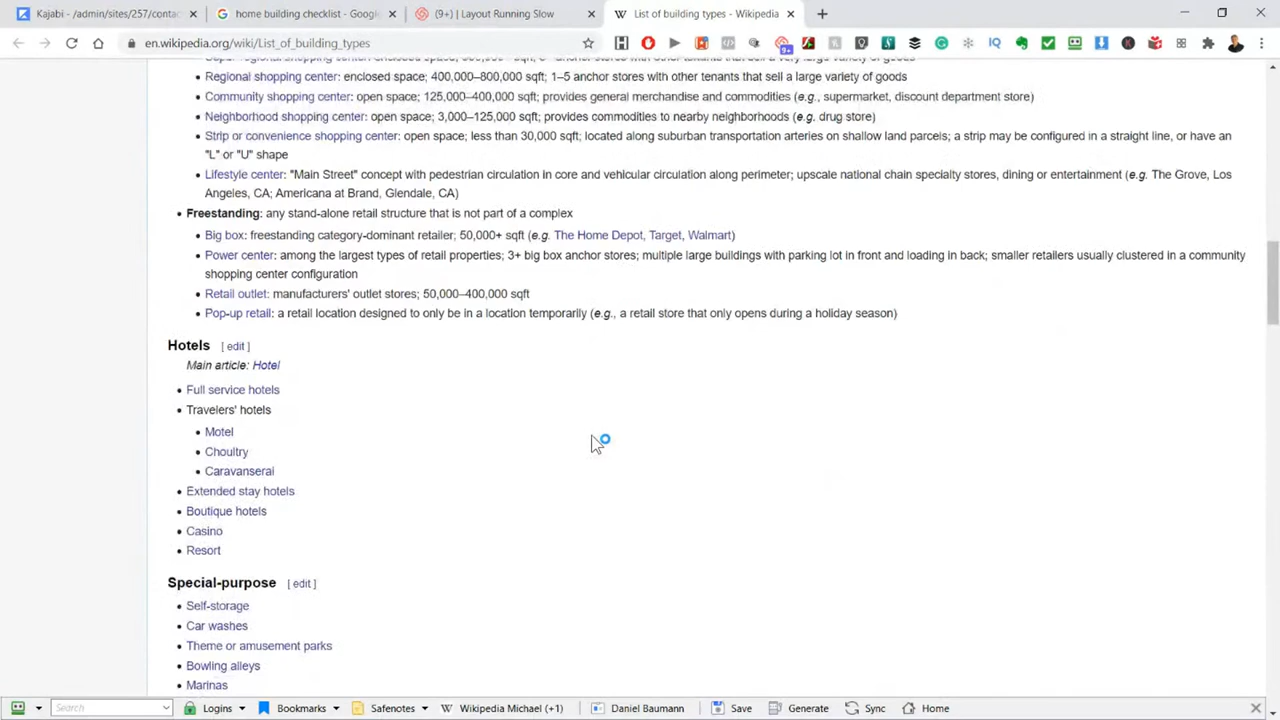 Kajabi - /admin/sites/257/contac
home building checklist - Google
(9+) | Layout Running Slow
List of building types - Wikipedia
en.wikipedia.org/wiki/List_of_building_types
9+
Regional shopping center: enclosed space; 400,000–800,000 sqft; 1–5 anchor stores with other tenants that sell a large variety of goods
Community shopping center: open space; 125,000–400,000 sqft; provides general merchandise and commodities (e.g., supermarket, discount department store)
Neighborhood shopping center: open space; 3,000–125,000 sqft; provides commodities to nearby neighborhoods (e.g. drug store)
Strip or convenience shopping center: open space; less than 30,000 sqft; located along suburban transportation arteries on shallow land parcels; a strip may be configured in a straight line, or have an
"L" or "U" shape
Lifestyle center: "Main Street" concept with pedestrian circulation in core and vehicular circulation along perimeter; upscale national chain specialty stores, dining or entertainment (e.g. The Grove, Los
Angeles, CA; Americana at Brand, Glendale, CA)
Freestanding: any stand-alone retail structure that is not part of a complex
Big box: freestanding category-dominant retailer; 50,000+ sqft (e.g. The Home Depot, Target, Walmart)
Power center: among the largest types of retail properties; 3+ big box anchor stores; multiple large buildings with parking lot in front and loading in back; smaller retailers usually clustered in a community
shopping center configuration
Retail outlet: manufacturers' outlet stores; 50,000–400,000 sqft
Pop-up retail: a retail location designed to only be in a location temporarily (e.g., a retail store that only opens during a holiday season)
Hotels [ edit ]
Main article: Hotel
Full service hotels
Travelers' hotels
Motel
Choultry
Caravanserai
Extended stay hotels
Boutique hotels
Casino
Resort
Special-purpose [ edit ]
Self-storage
Car washes
Theme or amusement parks
Bowling alleys
Marinas
Search Logins Bookmarks Safenotes Wikipedia Michael (+1) Daniel Baumann Save Generate Sync Home